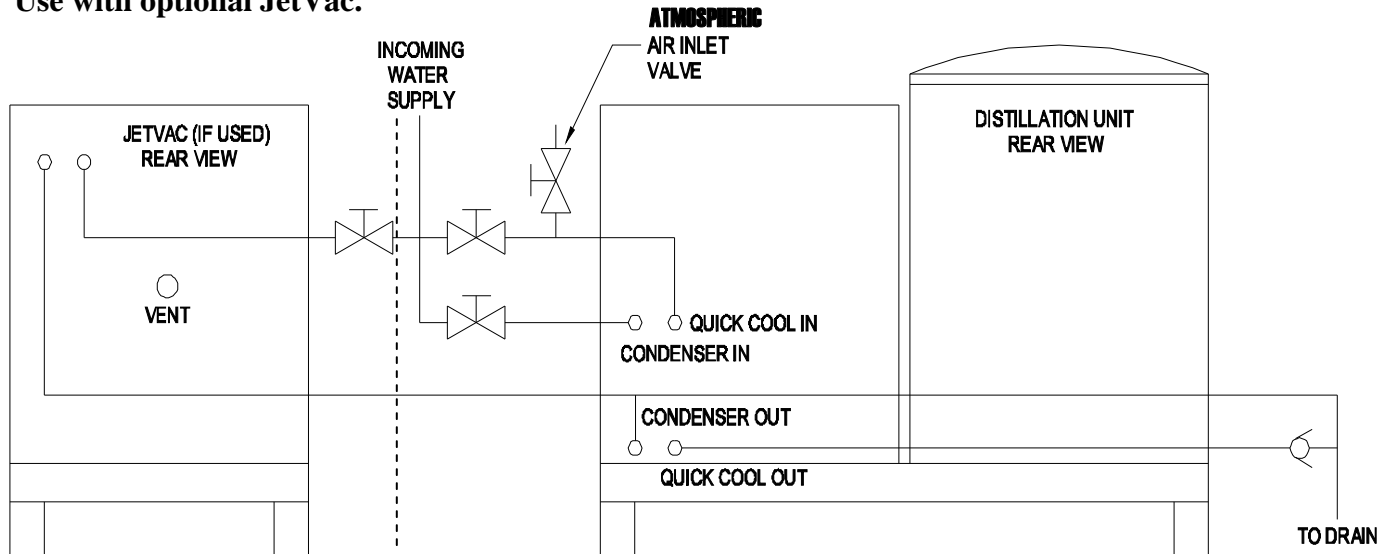 Use with optional JetVac.
ATMOSPHERIC
AIR INLET
VALVE
INCOMING
WATER
SUPPLY
JETVAC (IF USED)
REAR VIEW
DISTILLATION UNIT
REAR VIEW
VENT
QUICK COOL IN
CONDENSER IN
CONDENSER OUT
QUICK COOL OUT
TO DRAIN